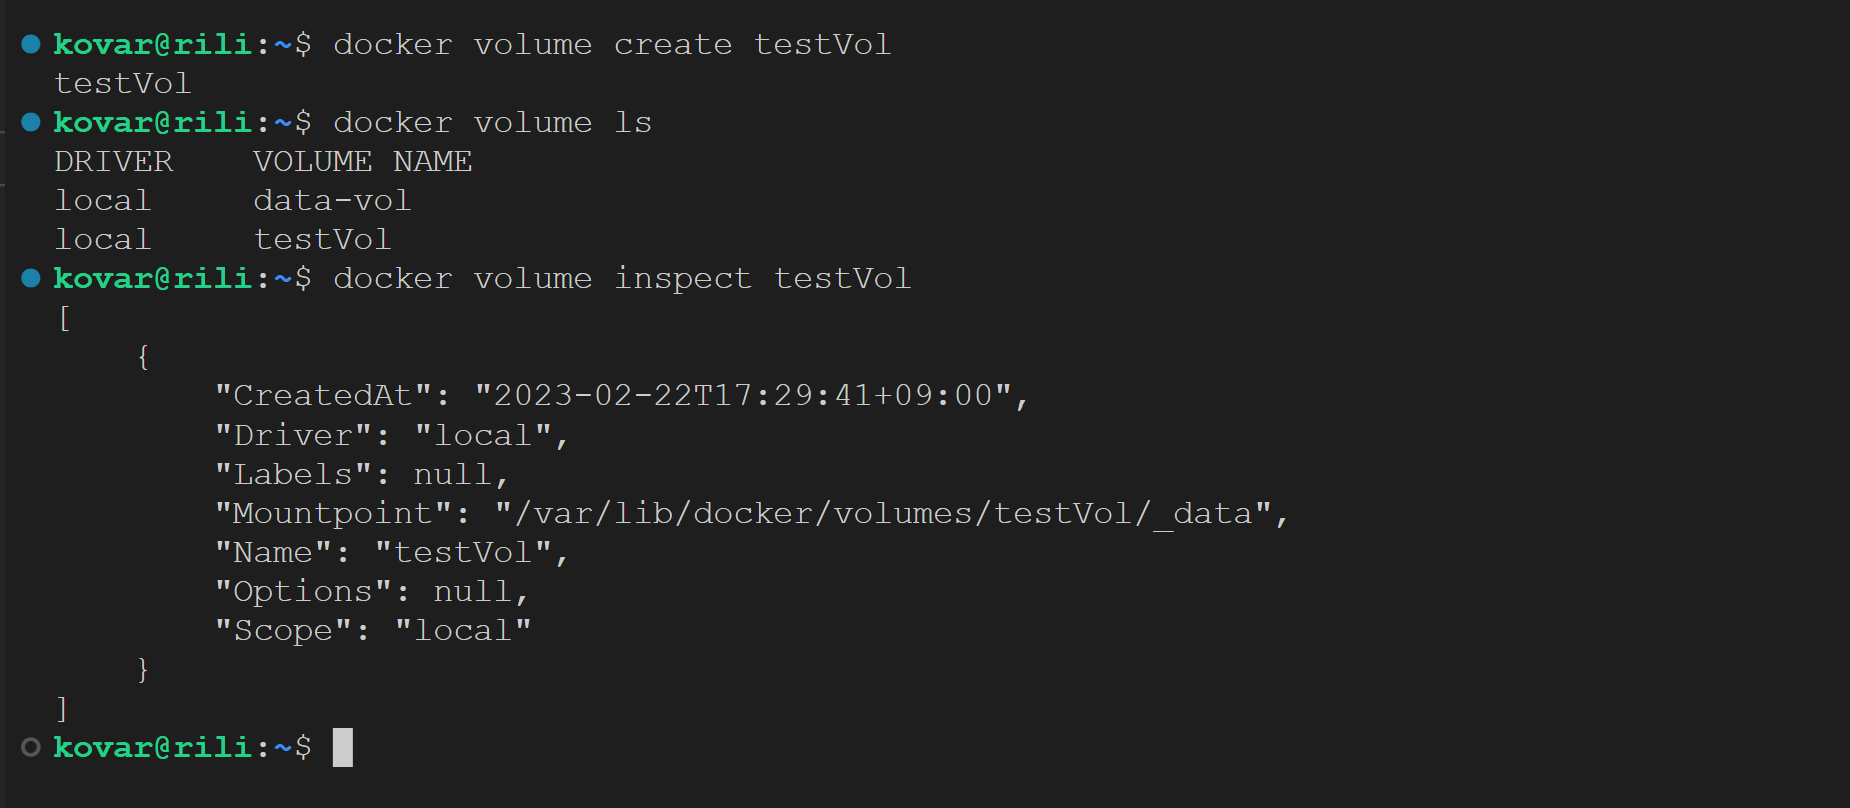 kovar@rili:~$ docker volume create testVol
testVol
kovar@rili:~$ docker volume ls
DRIVER    VOLUME NAME
local     data-vol
local     testVol
kovar@rili:~$ docker volume inspect testVol
[
    {
        "CreatedAt": "2023-02-22T17:29:41+09:00",
        "Driver": "local",
        "Labels": null,
        "Mountpoint": "/var/lib/docker/volumes/testVol/_data",
        "Name": "testVol",
        "Options": null,
        "Scope": "local"
    }
]
kovar@rili:~$